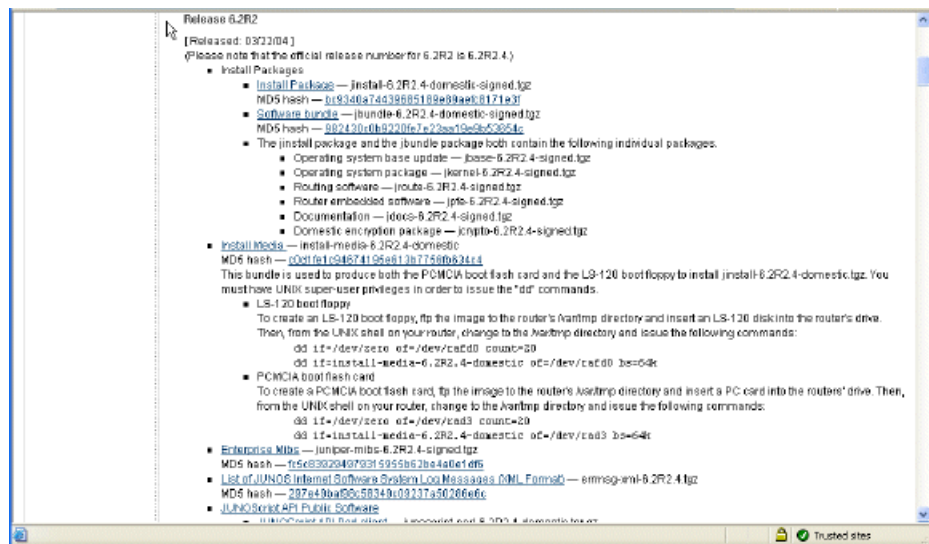 Release 6.2R2
[Released: 03/22/04]
(Please note that the official release number for 6.2R2 is 6.2R2.4.)
Install Packages
Install Package — jinstall-6.2R2.4-domestic-signed.tgz
MD5 hash —
Software bundle — jbundle-6.2R2.4-domestic-signed.tgz
MD5 hash —
The jinstall package and the jbundle package both contain the following individual packages.
Operating system base update — jbase-6.2R2.4-signed.tgz
Operating system package — jkernel-6.2R2.4-signed.tgz
Routing software — jroute-6.2R2.4-signed.tgz
Router embedded software — jpfe-6.2R2.4-signed.tgz
Documentation — jdocs-6.2R2.4-signed.tgz
Domestic encryption package — jcrypto-6.2R2.4-signed.tgz
Install Media — install-media-6.2R2.4-domestic
MD5 hash —
This bundle is used to produce both the PCMCIA boot flash card and the LS-120 boot floppy to install jinstall-6.2R2.4-domestic.tgz. You
must have UNIX super-user privileges in order to issue the "dd" commands.
LS-120 boot floppy
To create an LS-120 boot floppy, ftp the image to the router's /var/tmp directory and insert an LS-120 disk into the router's drive.
Then, from the UNIX shell on your router, change to the /var/tmp directory and issue the following commands:
dd if=/dev/zero of=/dev/rafd0 count=20
dd if=install-media-6.2R2.4-domestic of=/dev/rafd0 bs=64k
PCMCIA boot flash card
To create a PCMCIA boot flash card, ftp the image to the router's /var/tmp directory and insert a PC card into the routers' drive. Then,
from the UNIX shell on your router, change to the /var/tmp directory and issue the following commands:
dd if=/dev/zero of=/dev/rad3 count=20
dd if=install-media-6.2R2.4-domestic of=/dev/rad3 bs=64k
Enterprise Mibs — juniper-mibs-6.2R2.4-signed.tgz
MD5 hash —
List of JUNOS Internet Software System Log Messages (XML Format) — errmsg-xml-6.2R2.4.tgz
MD5 hash —
JUNOScript API Public Software
Trusted sites